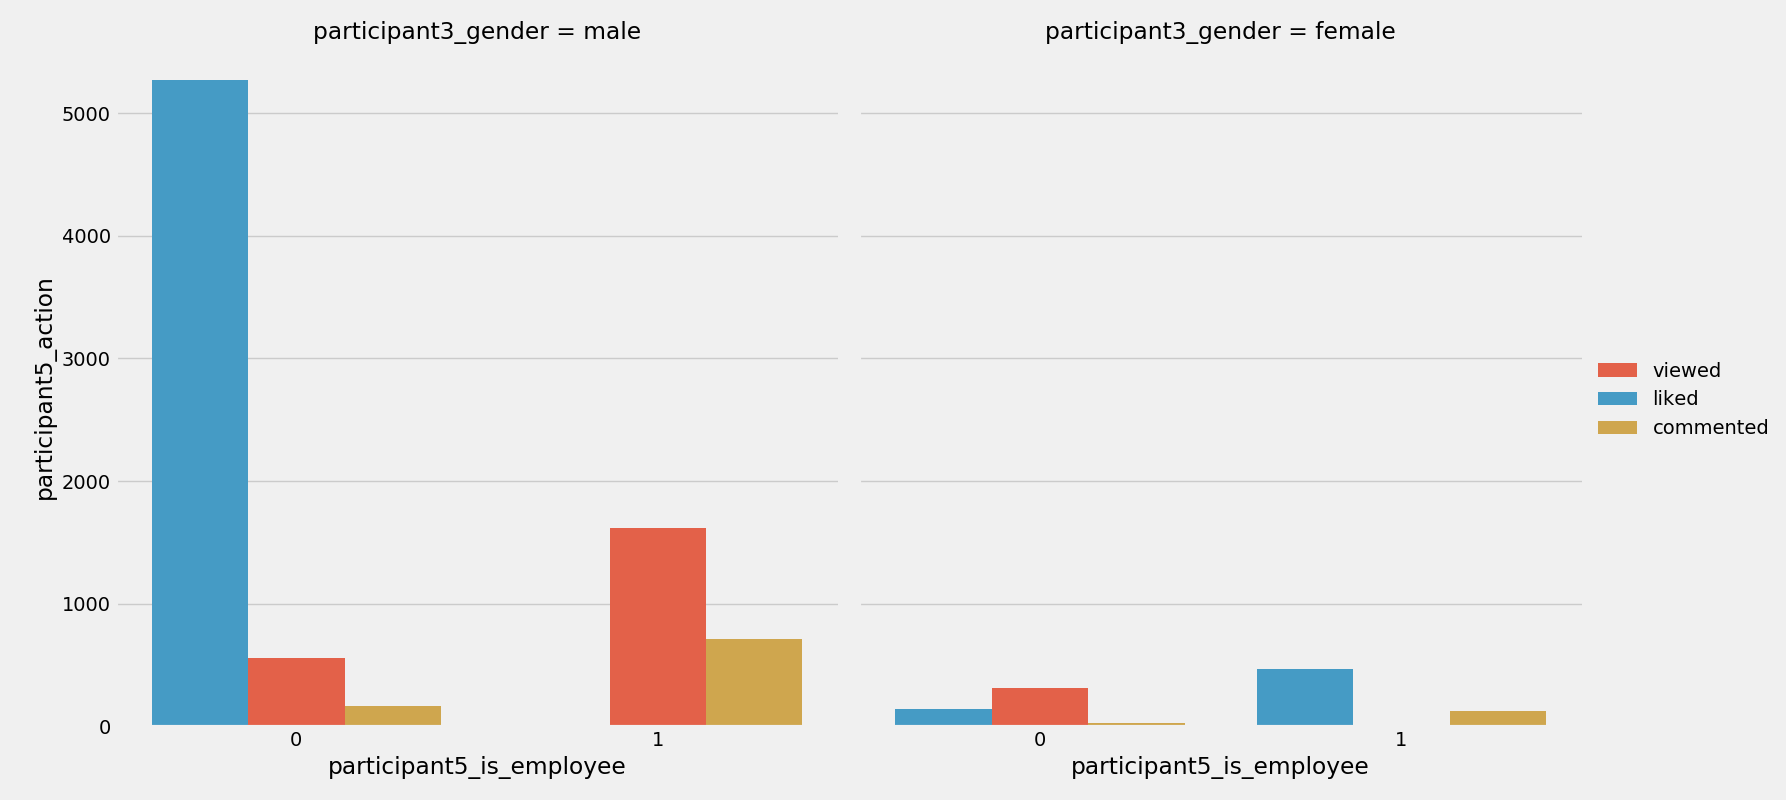 participant3_gender = male
participant3_gender = female
participant5_action
5000
4000
3000
2000
1000
0
0
1
0
1
participant5_is_employee
participant5_is_employee
viewed
liked
commented